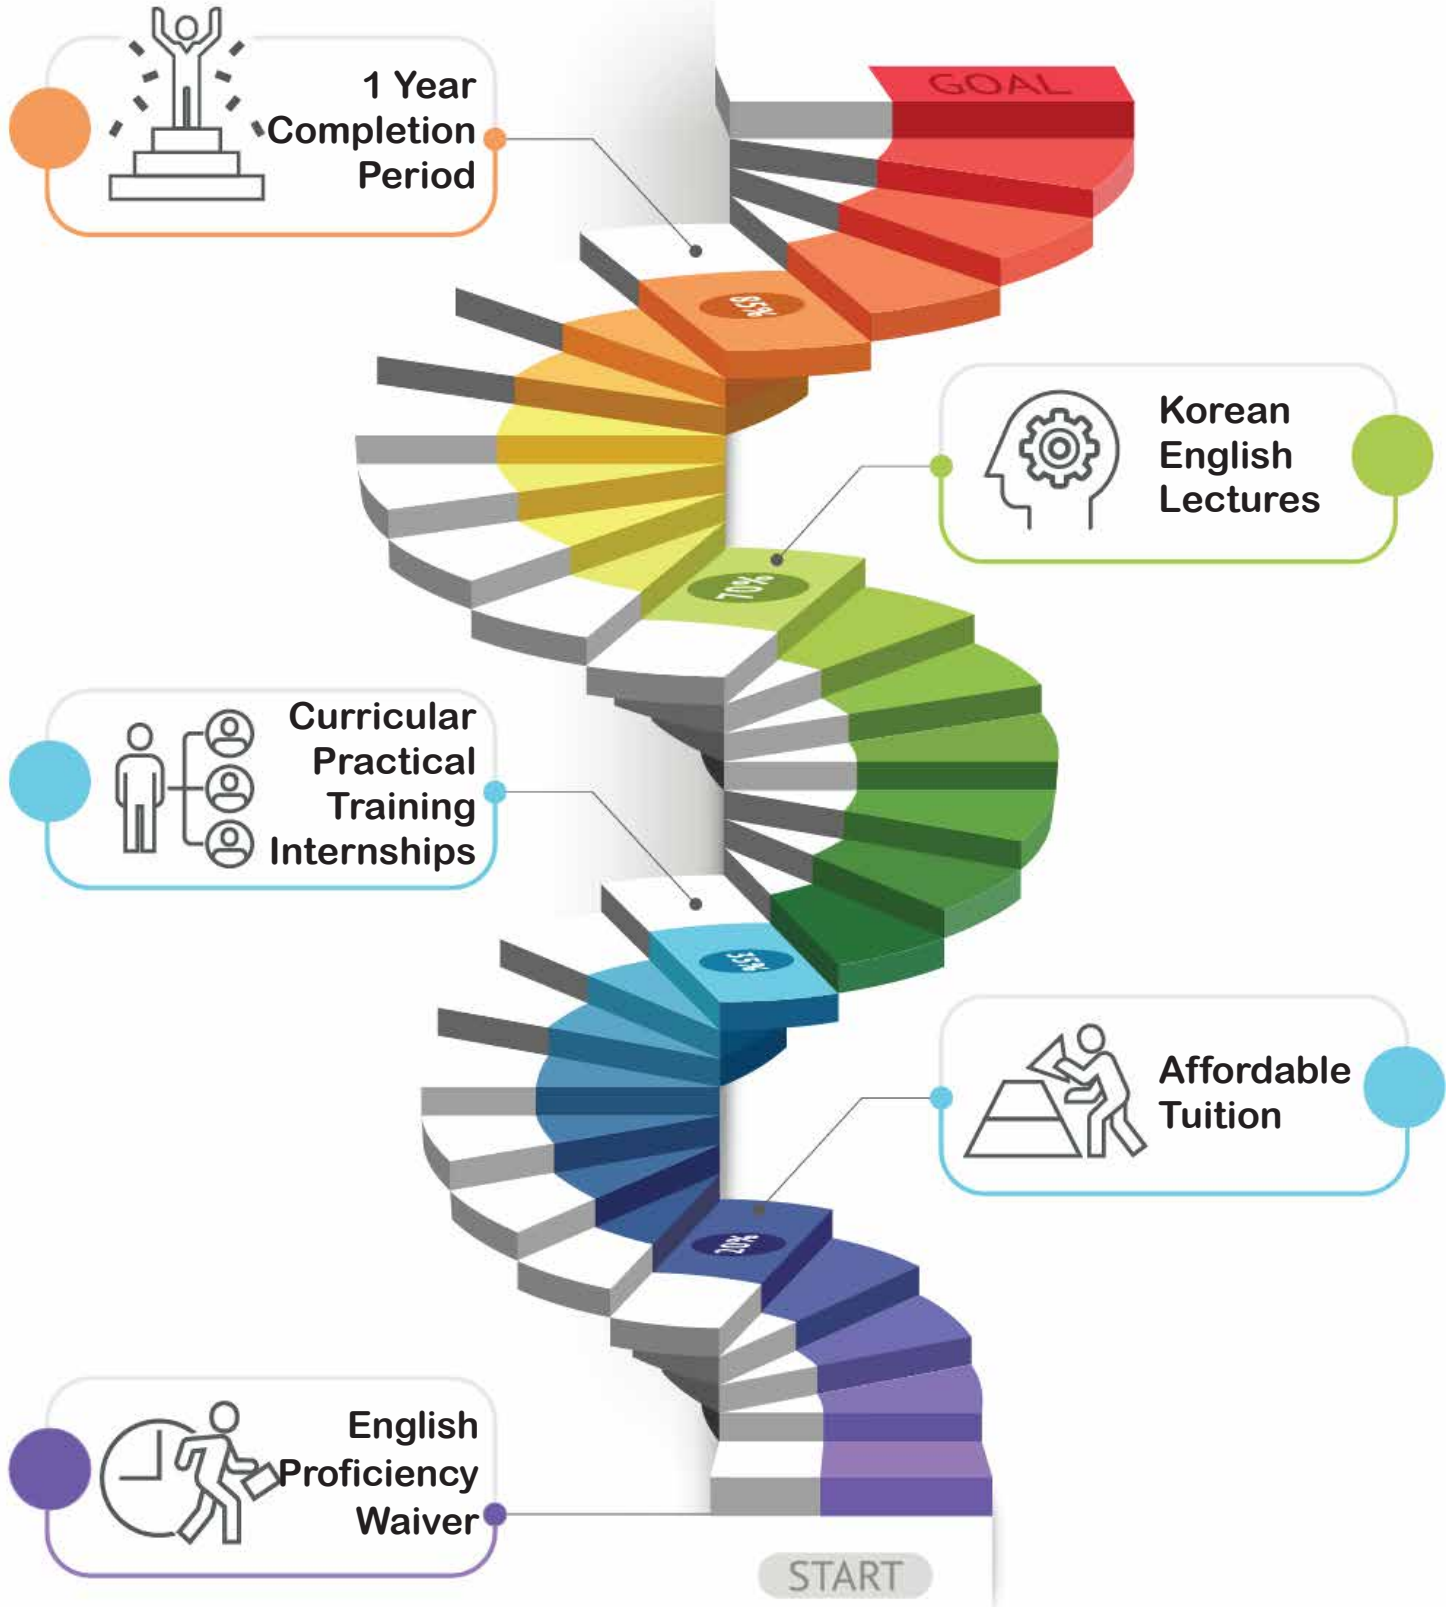 GOAL
1 Year
Completion
Period
85%
Korean
English
Lectures
70%
Curricular
Practical
Training
Internships
35%
Affordable
Tuition
20%
English
Proficiency
Waiver
START